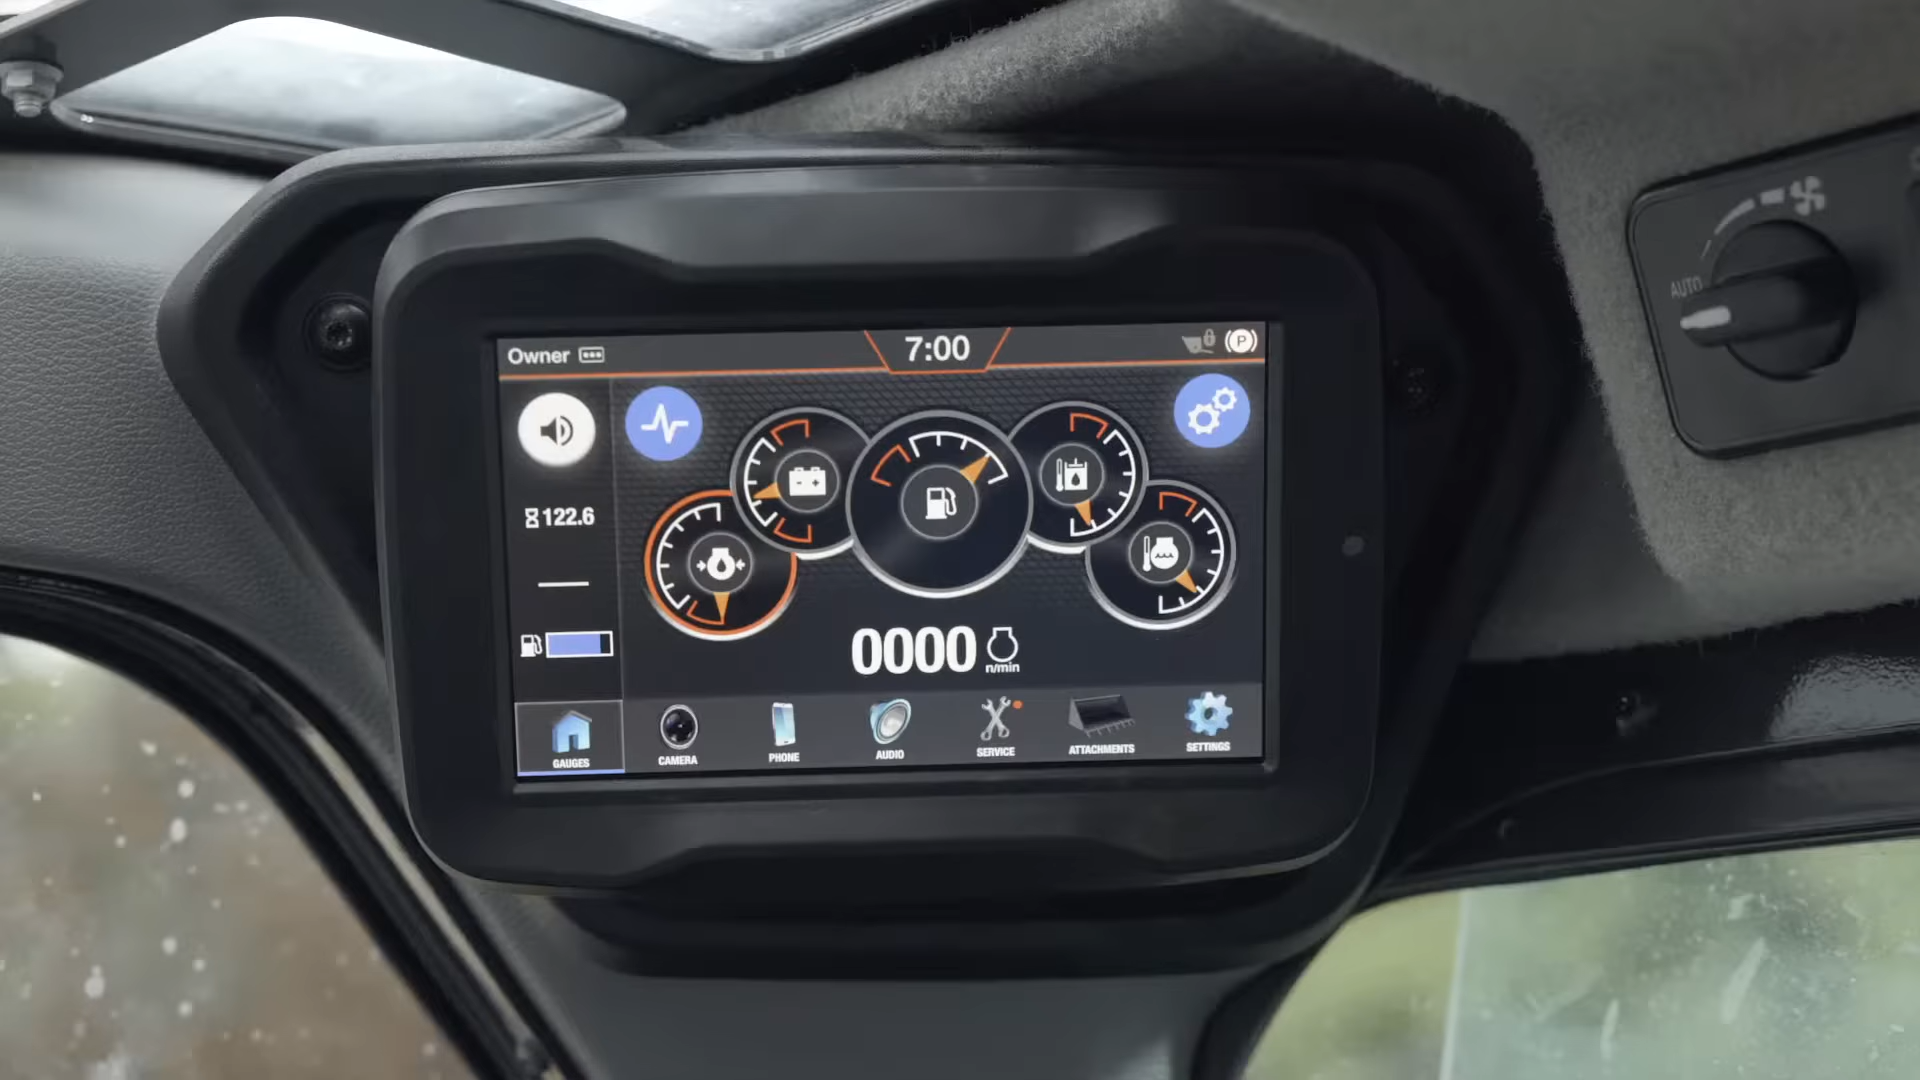 Owner
7:00
P
122.6
0000
n/min
GAUGES
CAMERA
PHONE
AUDIO
SERVICE
ATTACHMENTS
SETTINGS
AUTO